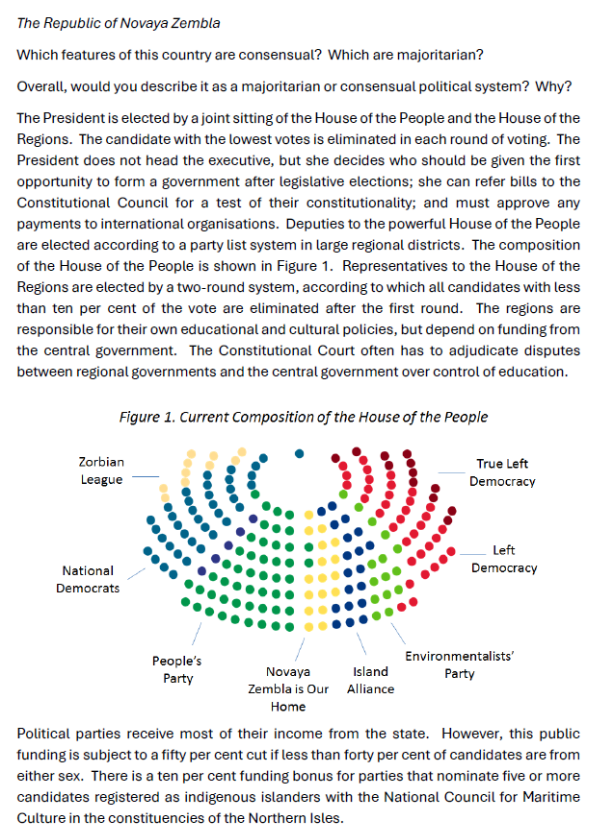 The Republic of Novaya Zembla
Which features of this country are consensual? Which are majoritarian?
Overall, would you describe it as a majoritarian or consensual political system? Why?
The President is elected by a joint sitting of the House of the People and the House of the
Regions. The candidate with the lowest votes is eliminated in each round of voting. The
President does not head the executive, but she decides who should be given the first
opportunity to form a government after legislative elections; she can refer bills to the
Constitutional Council for a test of their constitutionality; and must approve any
payments to international organisations. Deputies to the powerful House of the People
are elected according to a party list system in large regional districts. The composition
of the House of the People is shown in Figure 1. Representatives to the House of the
Regions are elected by a two-round system, according to which all candidates with less
than ten per cent of the vote are eliminated after the first round. The regions are
responsible for their own educational and cultural policies, but depend on funding from
the central government. The Constitutional Court often has to adjudicate disputes
between regional governments and the central government over control of education.
Figure 1. Current Composition of the House of the People
Zorbian
League
True Left
Democracy
National
Democrats
Left
Democracy
People's
Party
Novaya
Zembla is Our
Home
Island
Alliance
Environmentalists'
Party
Political parties receive most of their income from the state. However, this public
funding is subject to a fifty per cent cut if less than forty per cent of candidates are from
either sex. There is a ten per cent funding bonus for parties that nominate five or more
candidates registered as indigenous islanders with the National Council for Maritime
Culture in the constituencies of the Northern Isles.